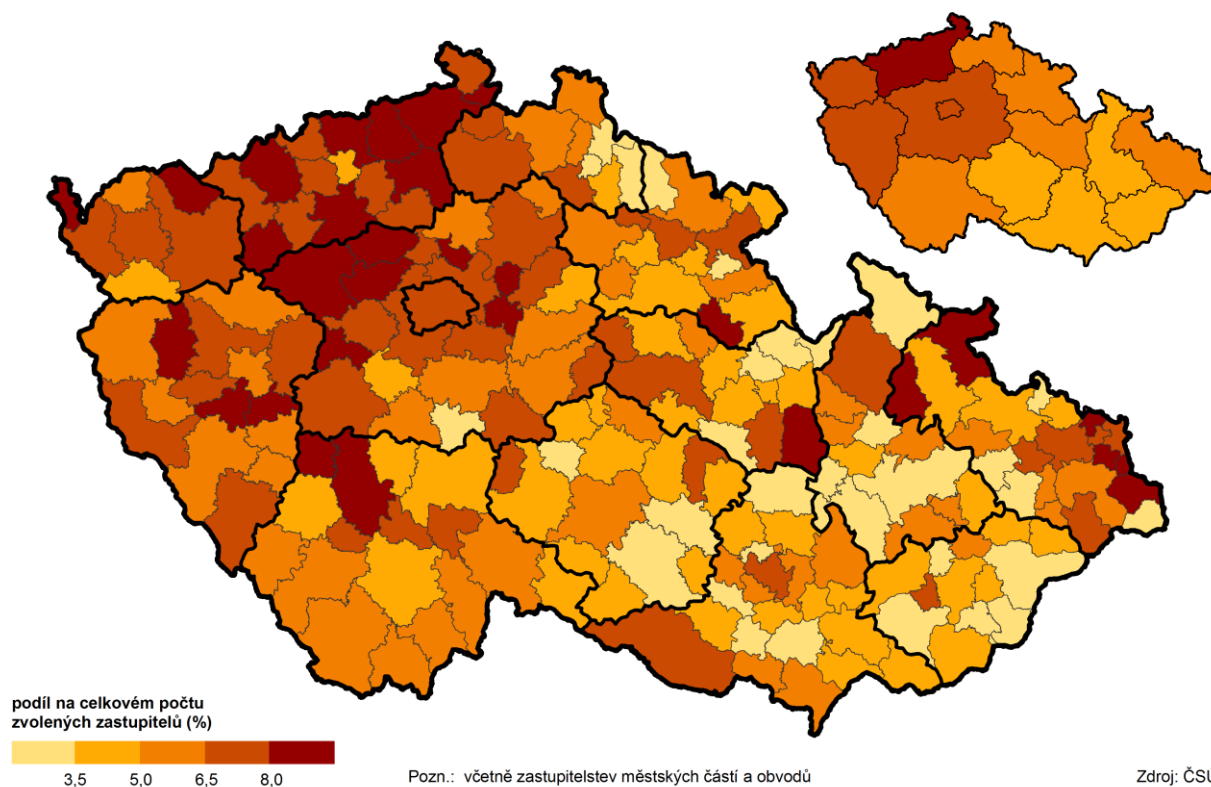 podíl na celkovém počtu
zvolených zastupitelů (%)
3,5 5,0 6,5 8,0
Pozn.: včetně zastupitelstev městských částí a obvodů
Zdroj: ČSÚ